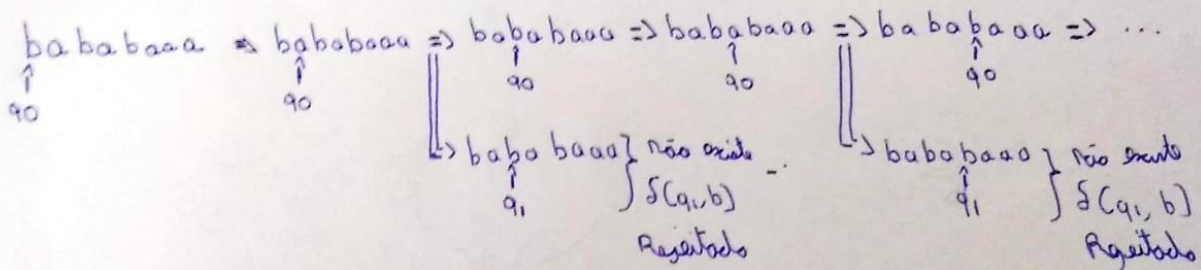 bababaaa => bababaaa => bababaaa => bababaaa => bababaaa => ...
↑ ↑ ↑ ↑ ↑
q0 q0 q0 q0 q0
=> bababaaa } não existe ... => bababaaa } não existe
↑ ↑
q1 } δ(q1, b) q1 } δ(q1, b)
Rejeitado Rejeitado